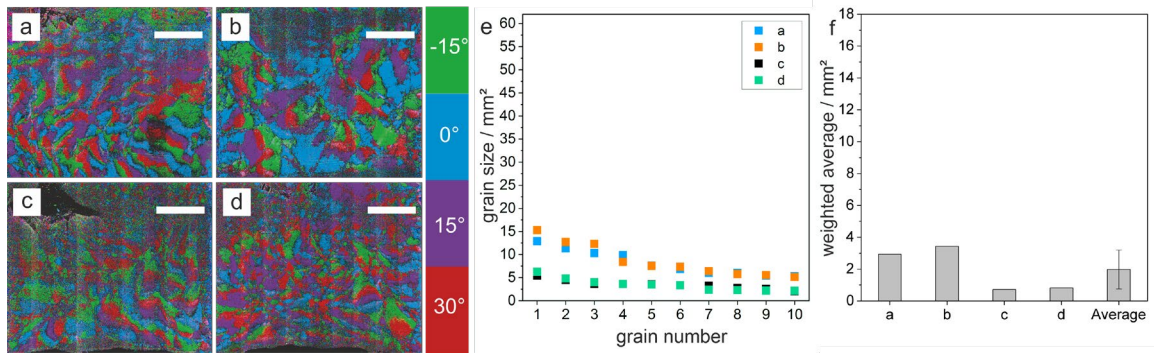 a
b
c
d
-15°
0°
15°
30°
e
60
55
50
45
40
35
30
25
20
15
10
5
0
grain size / mm²
a
b
c
d
1 2 3 4 5 6 7 8 9 10
grain number
f
18
16
14
12
10
8
6
4
2
0
weighted average / mm²
a b c d Average